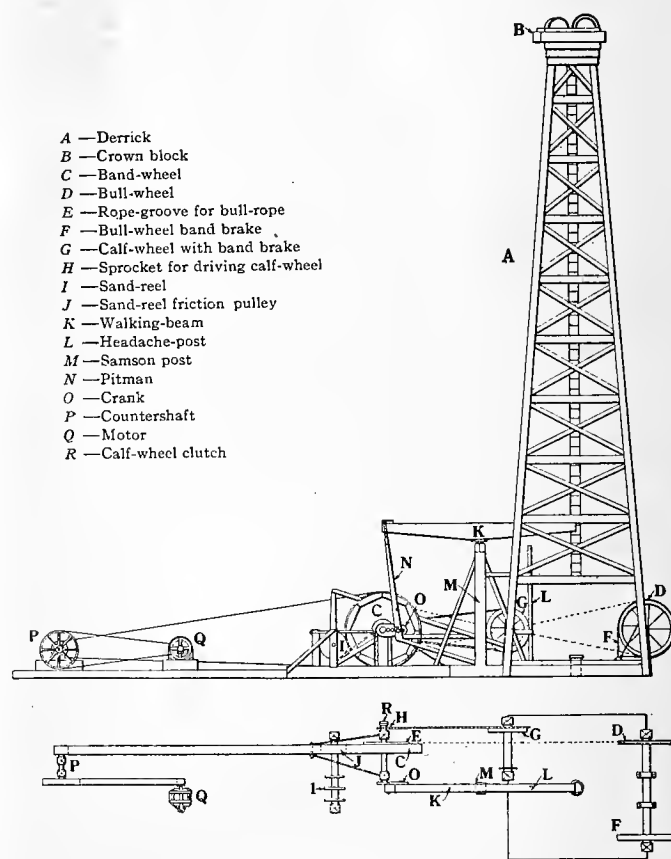 B
A —Derrick
B —Crown block
C —Band-wheel
D —Bull-wheel
E —Rope-groove for bull-rope
F —Bull-wheel band brake
G —Calf-wheel with band brake
H —Sprocket for driving calf-wheel
I —Sand-reel
J —Sand-reel friction pulley
K —Walking-beam
L —Headache-post
M —Samson post
N —Pitman
O —Crank
P —Countershaft
Q —Motor
R —Calf-wheel clutch
A
K
N
M
O
C
G
L
D
P
Q
I
F
R
H
E
G
D
J
C
P
O
M
L
I
K
Q
F